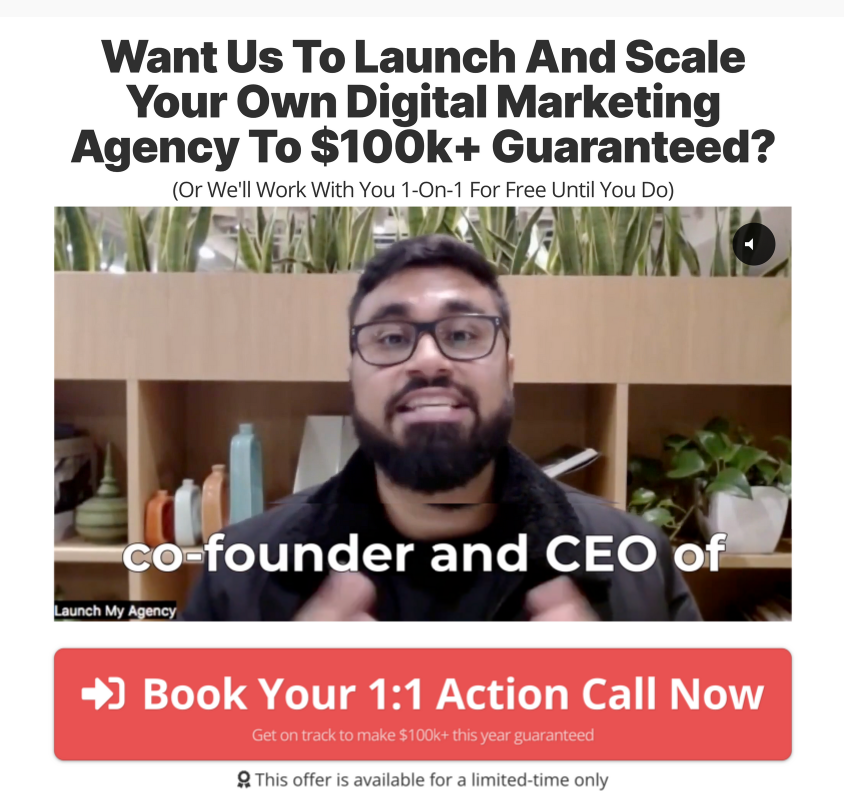 Want Us To Launch And Scale
Your Own Digital Marketing
Agency To $100k+ Guaranteed?
(Or We'll Work With You 1-On-1 For Free Until You Do)
co-founder and CEO of
Launch My Agency
Book Your 1:1 Action Call Now
Get on track to make $100k+ this year guaranteed
This offer is available for a limited-time only